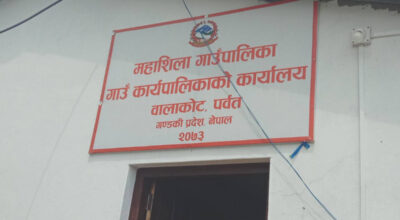 महाशिला गाउँपालिका
गाउँ कार्यपालिकाको कार्यालय
वालाकोट, पर्वत
गण्डकी प्रदेश, नेपाल
२०७३